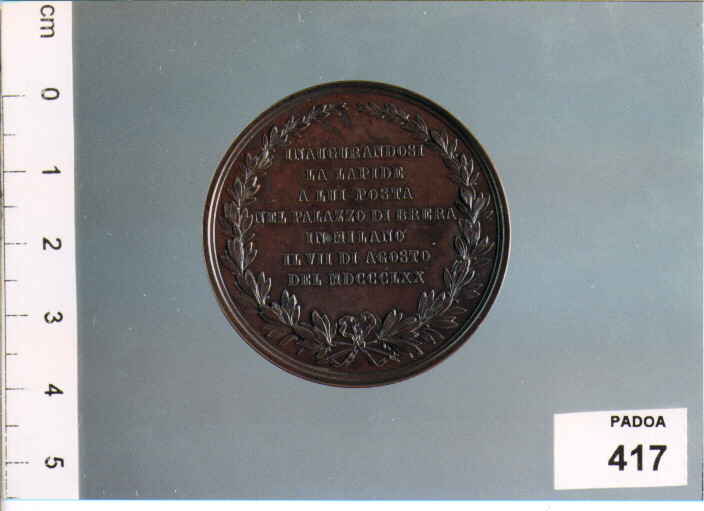 cm
0
1
2
3
4
5
INAUGURANDOSI
LA LAPIDE
A LUI POSTA
NEL PALAZZO DI BRERA
IN MILANO
IL VII DI AGOSTO
DEL MDCCCLXX
PADOA
417